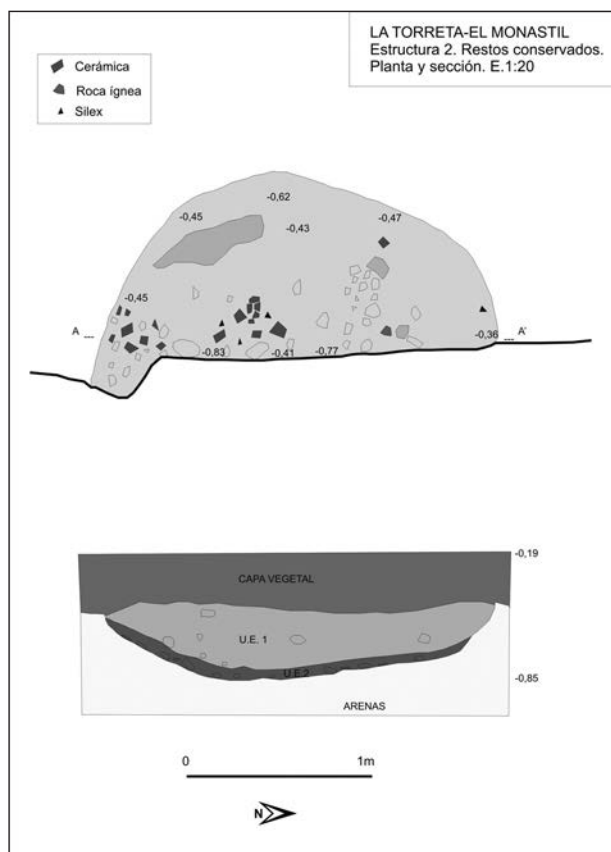 LA TORRETA-EL MONASTIL
Estructura 2. Restos conservados.
Planta y sección. E.1:20
Cerámica
Roca ígnea
Silex
-0,62
-0,45
-0,43
-0,47
-0,45
A
-0,36
A'
-0,83
-0,41
-0,77
-0,19
CAPA VEGETAL
U.E. 1
U.E.2
-0,85
ARENAS
0
1m
N